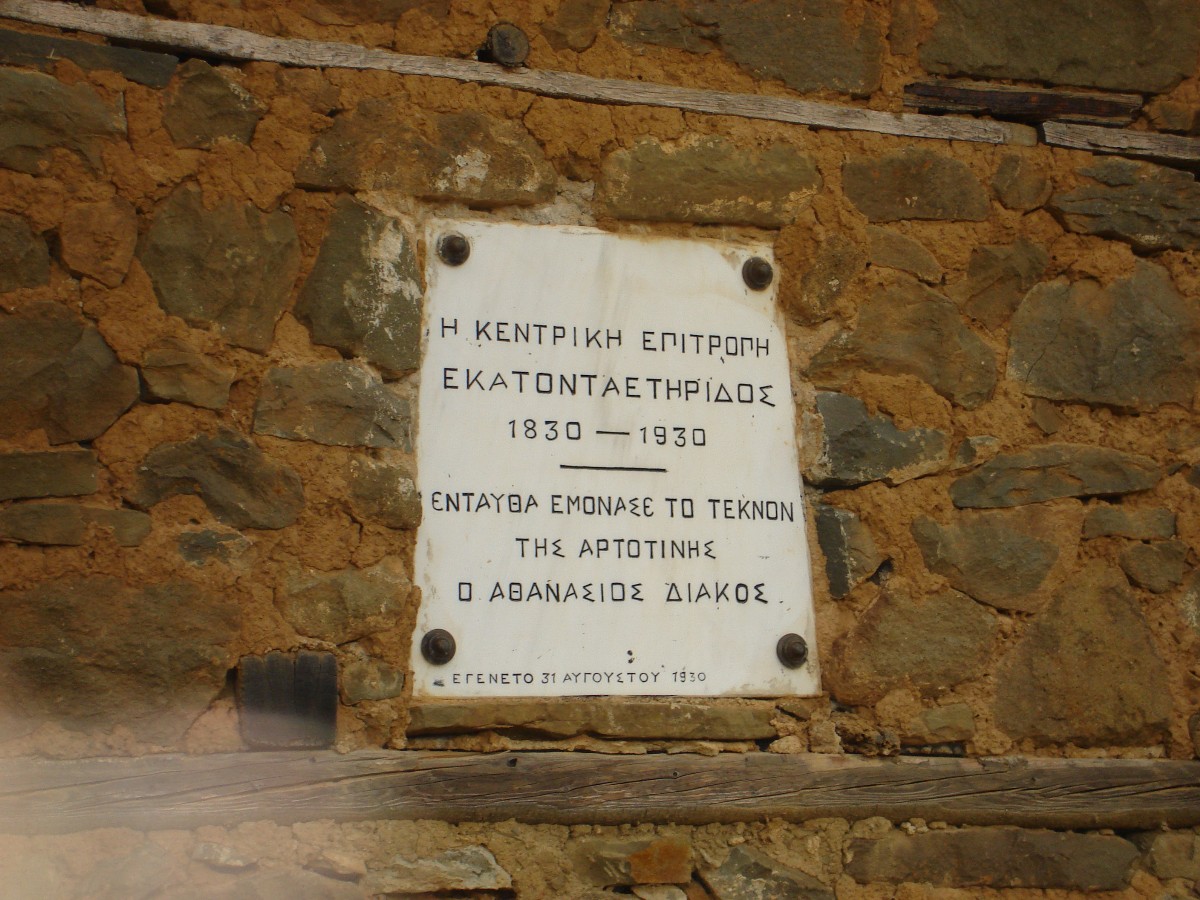 Η ΚΕΝΤΡΙΚΗ ΕΠΙΤΡΟΠΗ
ΕΚΑΤΟΝΤΑΕΤΗΡΙΔΟΣ
1830 — 1930
ΕΝΤΑΥΘΑ ΕΜΟΝΑΣΕ ΤΟ ΤΕΚΝΟΝ
ΤΗΣ ΑΡΤΟΤΙΝΗΣ
Ο ΑΘΑΝΑΣΙΟΣ ΔΙΑΚΟΣ
ΕΓΕΝΕΤΟ 31 ΑΥΓΟΥΣΤΟΥ 1930